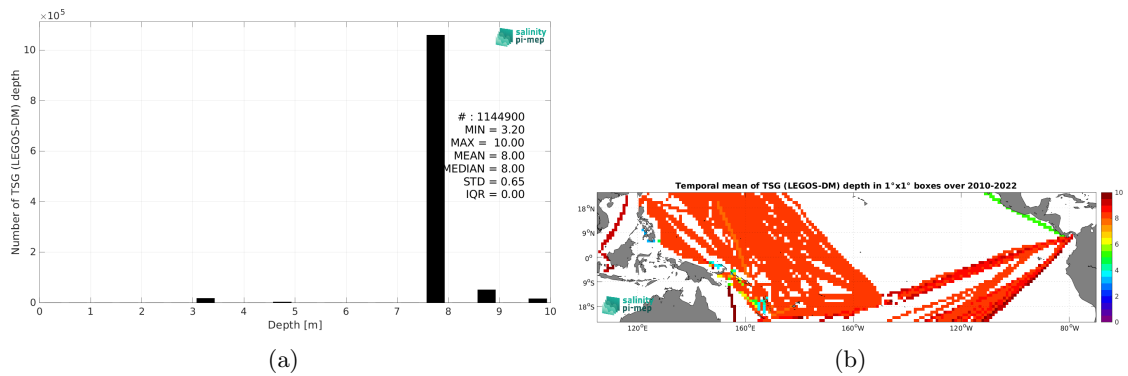 ×10⁵
10
8
6
4
2
0
Number of TSG (LEGOS-DM) depth
salinity
pi-mep
# : 1144900
MIN = 3.20
MAX = 10.00
MEAN = 8.00
MEDIAN = 8.00
STD = 0.65
IQR = 0.00
0 1 2 3 4 5 6 7 8 9 10
Depth [m]
(a)
Temporal mean of TSG (LEGOS-DM) depth in 1°x1° boxes over 2010-2022
18°N
9°N
0°
9°S
18°S
salinity
pi-mep
120°E 160°E 160°W 120°W 80°W
10
8
6
4
2
0
(b)